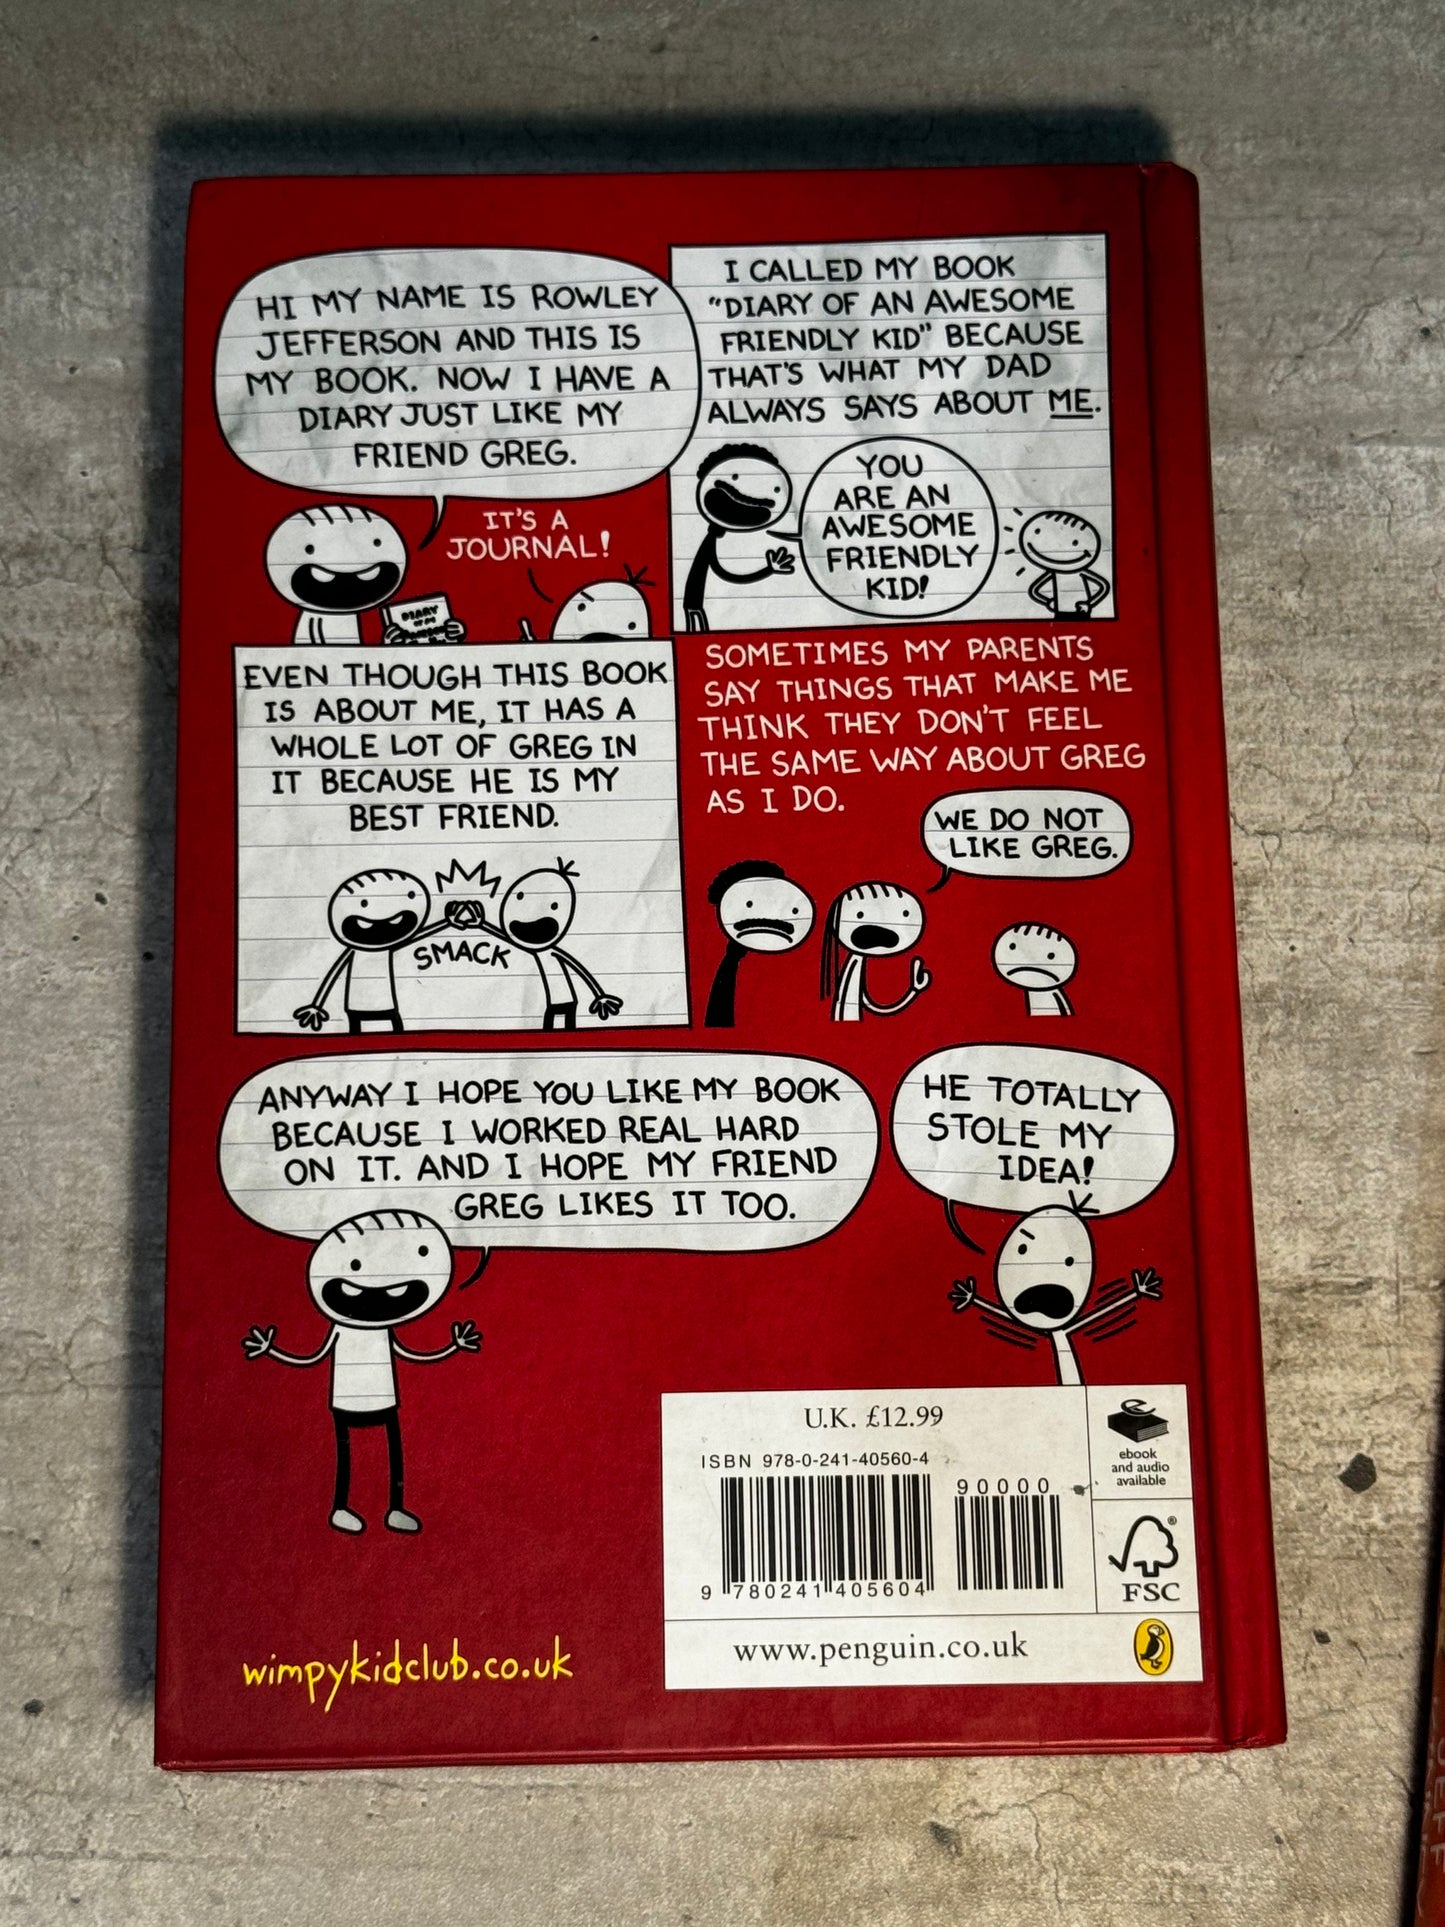 HI MY NAME IS ROWLEY
JEFFERSON AND THIS IS
MY BOOK. NOW I HAVE A
DIARY JUST LIKE MY
FRIEND GREG.
IT'S A
JOURNAL!
DIARY
I CALLED MY BOOK
"DIARY OF AN AWESOME
FRIENDLY KID" BECAUSE
THAT'S WHAT MY DAD
ALWAYS SAYS ABOUT ME.
YOU
ARE AN
AWESOME
FRIENDLY
KID!
EVEN THOUGH THIS BOOK
IS ABOUT ME, IT HAS A
WHOLE LOT OF GREG IN
IT BECAUSE HE IS MY
BEST FRIEND.
SMACK
SOMETIMES MY PARENTS
SAY THINGS THAT MAKE ME
THINK THEY DON'T FEEL
THE SAME WAY ABOUT GREG
AS I DO.
WE DO NOT
LIKE GREG.
ANYWAY I HOPE YOU LIKE MY BOOK
BECAUSE I WORKED REAL HARD
ON IT. AND I HOPE MY FRIEND
GREG LIKES IT TOO.
HE TOTALLY
STOLE MY
IDEA!
U.K. £12.99
ISBN 978-0-241-40560-4
90000
9 780241 405604
ebook
and audio
available
®
FSC
www.penguin.co.uk
wimpykidclub.co.uk